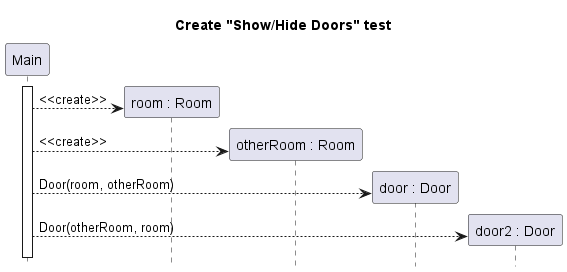 Create "Show/Hide Doors" test
Main
<<create>>
room : Room
<<create>>
otherRoom : Room
Door(room, otherRoom)
door : Door
Door(otherRoom, room)
door2 : Door